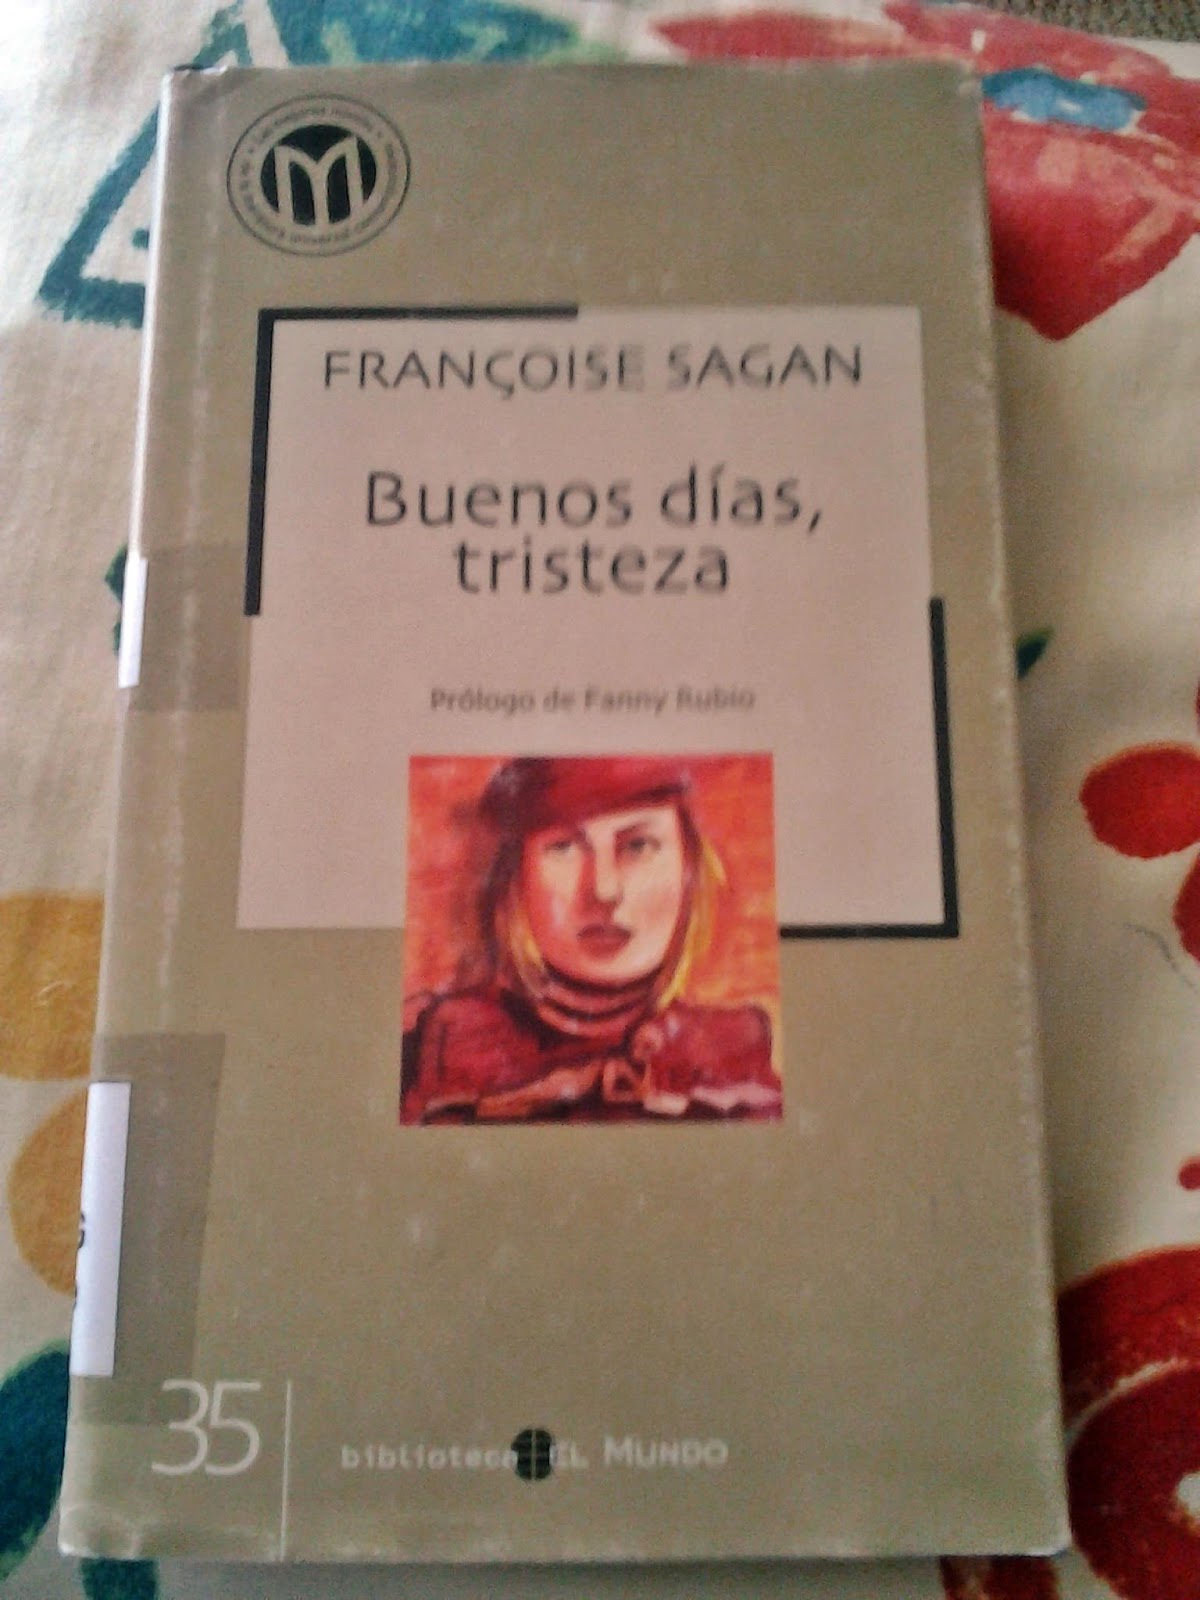 M
FRANÇOISE SAGAN
Buenos días,
tristeza
Prólogo de Fanny Rubio
35
biblioteca EL MUNDO